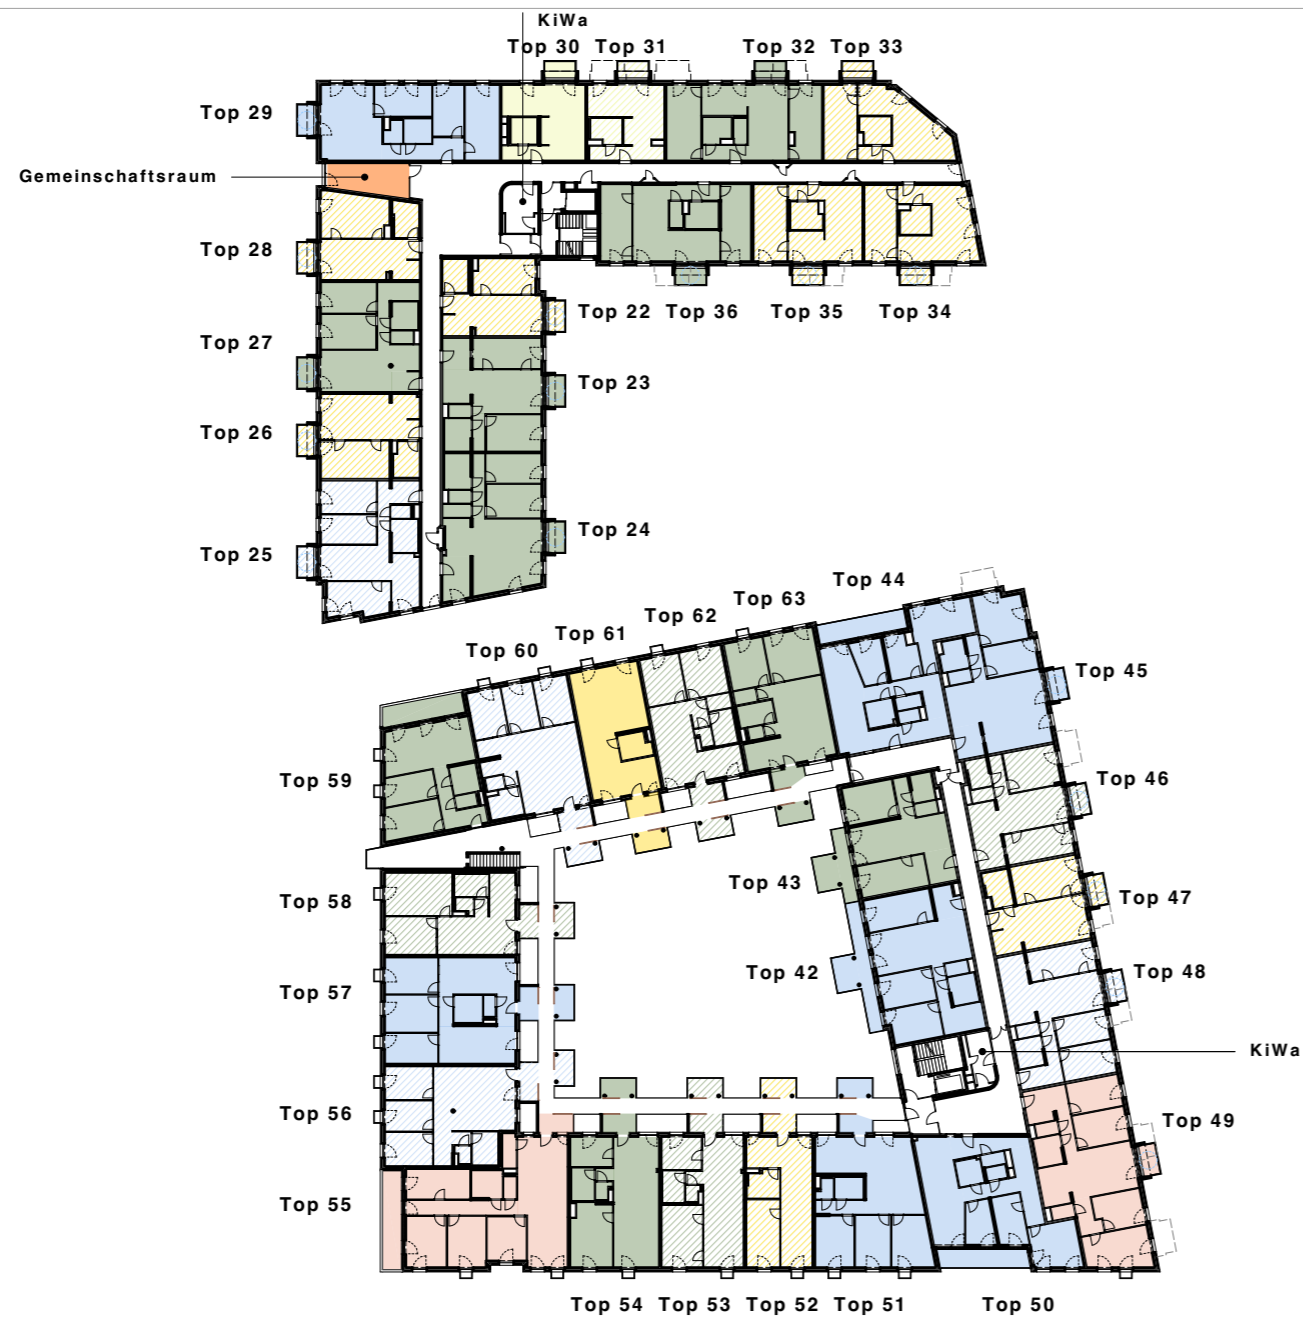 KiWa
Top 30 Top 31 Top 32 Top 33
Top 29
Gemeinschaftsraum
Top 28
Top 22 Top 36 Top 35 Top 34
Top 27
Top 23
Top 26
Top 24
Top 25
Top 44
Top 63
Top 62
Top 61
Top 60
Top 45
Top 59
Top 46
Top 43
Top 47
Top 58
Top 42
Top 48
Top 57
KiWa
Top 56
Top 49
Top 55
Top 54 Top 53 Top 52 Top 51 Top 50